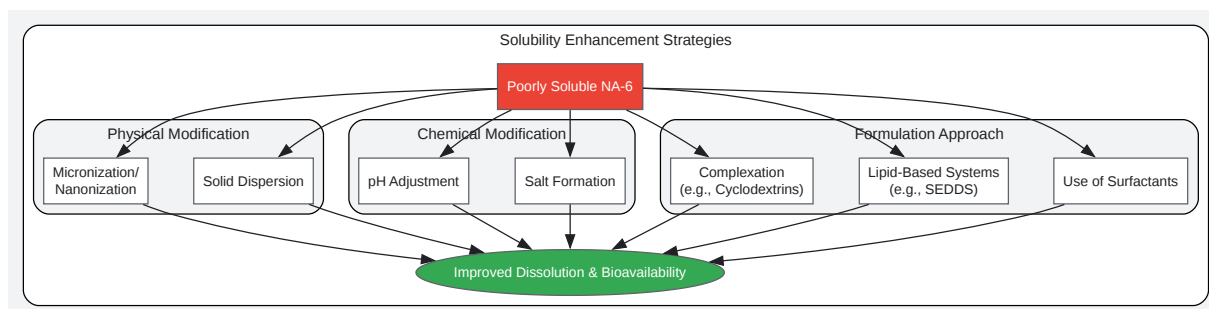 Solubility Enhancement Strategies
Poorly Soluble NA-6
Physical Modification
Chemical Modification
Formulation Approach
Micronization/
Nanonization
Solid Dispersion
pH Adjustment
Salt Formation
Complexation
(e.g., Cyclodextrins)
Lipid-Based Systems
(e.g., SEDDS)
Use of Surfactants
Improved Dissolution & Bioavailability